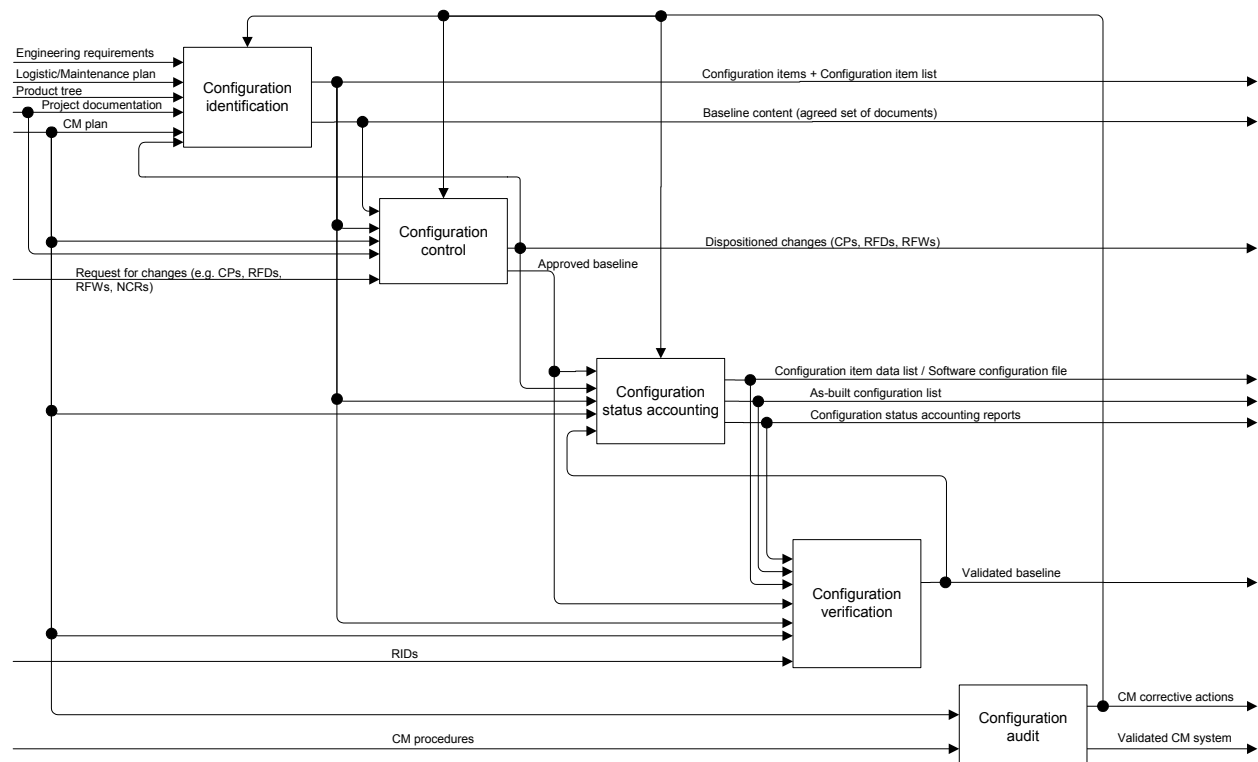 Engineering requirements
Logistic/Maintenance plan
Product tree
Project documentation
CM plan
Configuration
identification
Configuration items + Configuration item list
Baseline content (agreed set of documents)
Configuration
control
Request for changes (e.g. CPs, RFDs,
RFWs, NCRs)
Dispositioned changes (CPs, RFDs, RFWs)
Approved baseline
Configuration
status accounting
Configuration item data list / Software configuration file
As-built configuration list
Configuration status accounting reports
Configuration
verification
Validated baseline
RIDs
Configuration
audit
CM corrective actions
CM procedures
Validated CM system